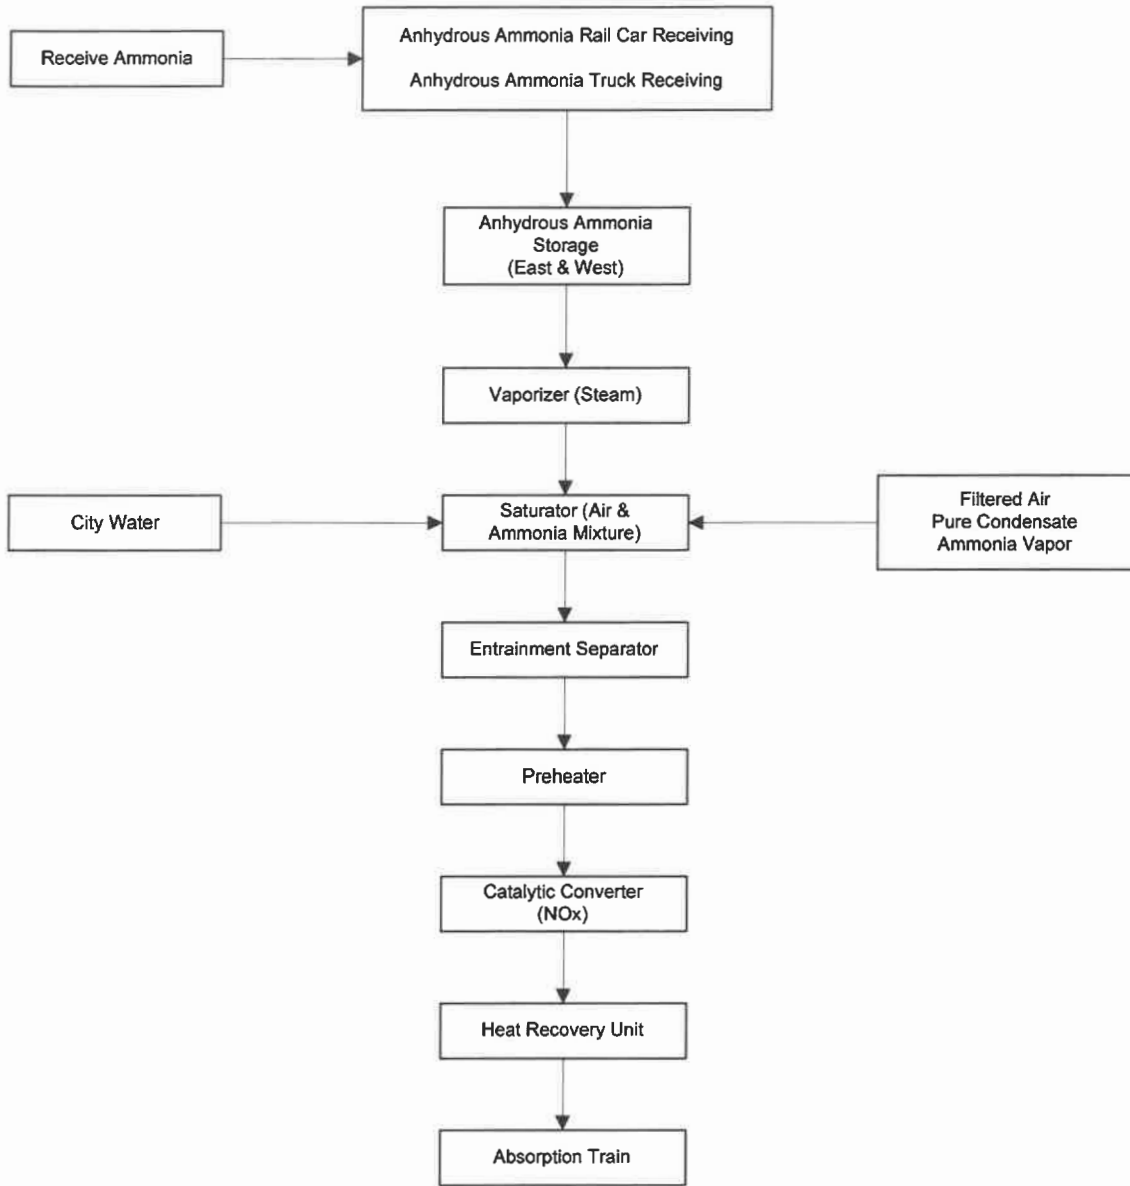 Receive Ammonia
Anhydrous Ammonia Rail Car Receiving
Anhydrous Ammonia Truck Receiving
Anhydrous Ammonia
Storage
(East & West)
Vaporizer (Steam)
City Water
Saturator (Air &
Ammonia Mixture)
Filtered Air
Pure Condensate
Ammonia Vapor
Entrainment Separator
Preheater
Catalytic Converter
(NOx)
Heat Recovery Unit
Absorption Train